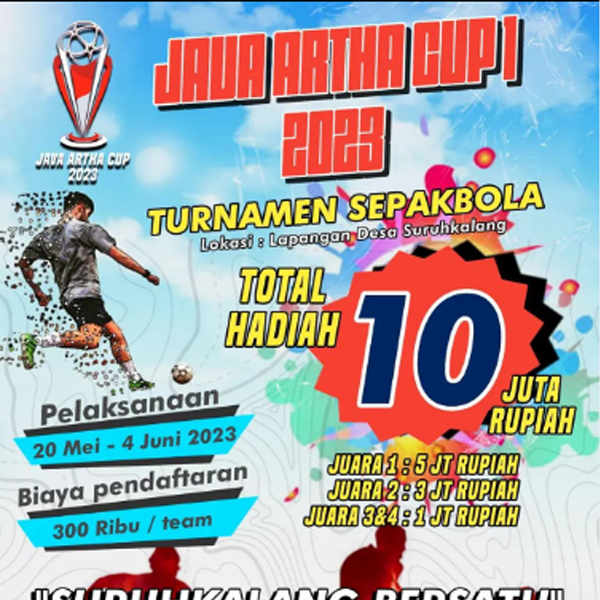 JAVA ARTHA CUP 1
2023
JAVA ARTHA CUP
2023
TURNAMEN SEPAKBOLA
Lokasi : Lapangan Desa Suruhkalang
TOTAL
HADIAH
10
JUTA
RUPIAH
Pelaksanaan
20 Mei - 4 Juni 2023
Biaya pendaftaran
300 Ribu / team
JUARA 1 : 5 JT RUPIAH
JUARA 2 : 3 JT RUPIAH
JUARA 3&4 : 1 JT RUPIAH
"SURUHKALANG BERSATU"